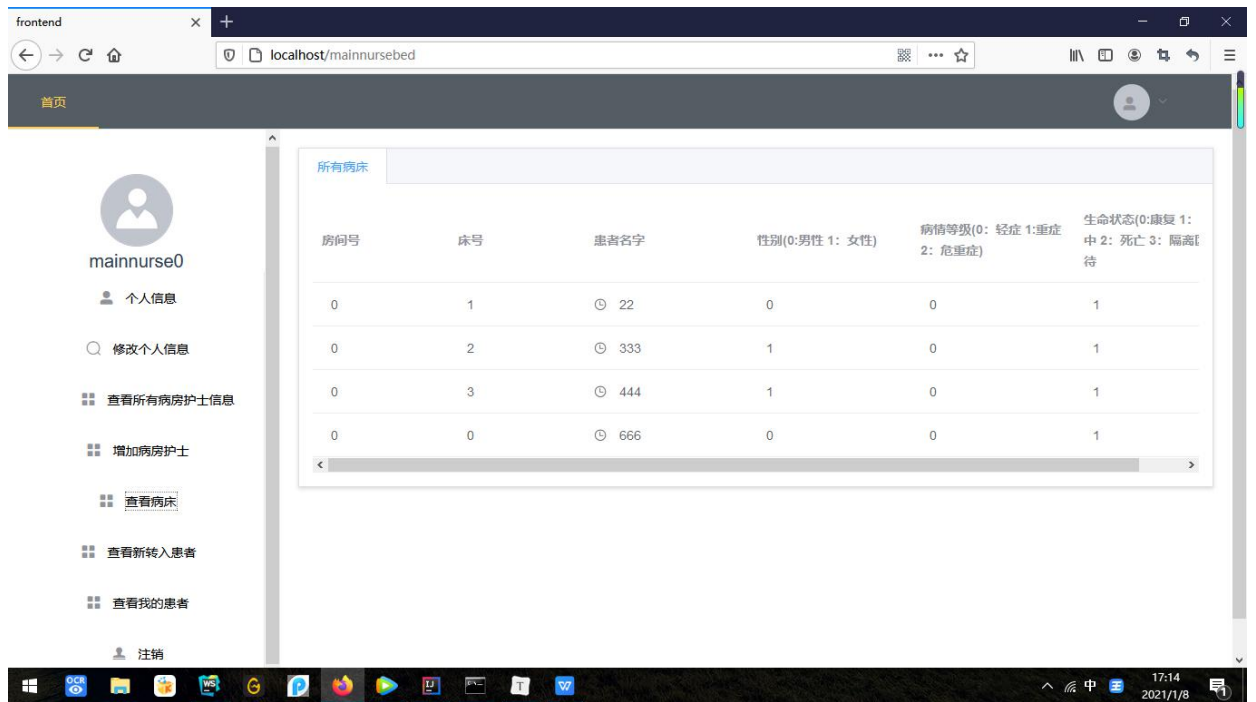 frontend
localhost/mainnursebed
首页
mainnurse0
个人信息
修改个人信息
查看所有病房护士信息
增加病房护士
查看病床
查看新转入患者
查看我的患者
注销
所有病床
房间号 床号 患者名字 性别(0:男性 1: 女性) 病情等级(0: 轻症 1:重症
2: 危重症) 生命状态(0:康复 1:
中 2: 死亡 3: 隔离
待
0 1 22 0 0 1
0 2 333 1 0 1
0 3 444 1 0 1
0 0 666 0 0 1
OCR
WS
IJ
T
中
17:14
2021/1/8
1